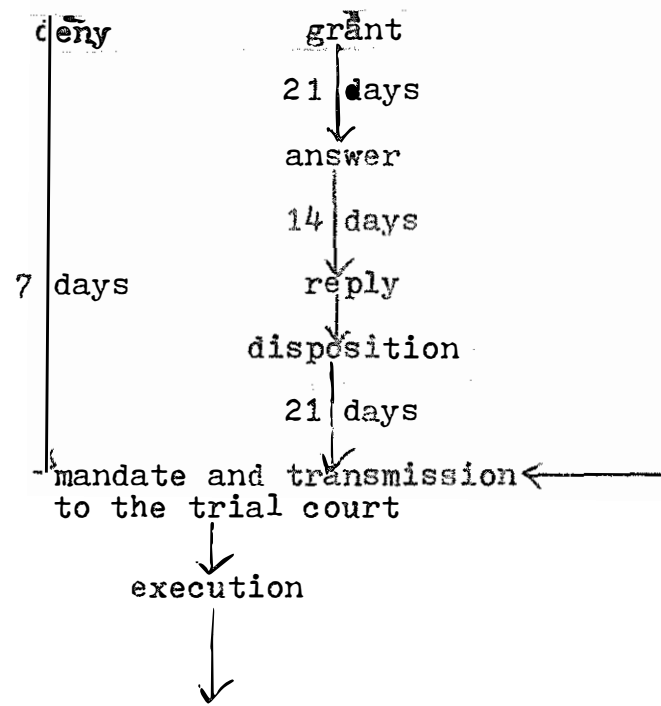 deny grant
21 days
answer
14 days
7 days reply
disposition
21 days
mandate and transmission
to the trial court
execution